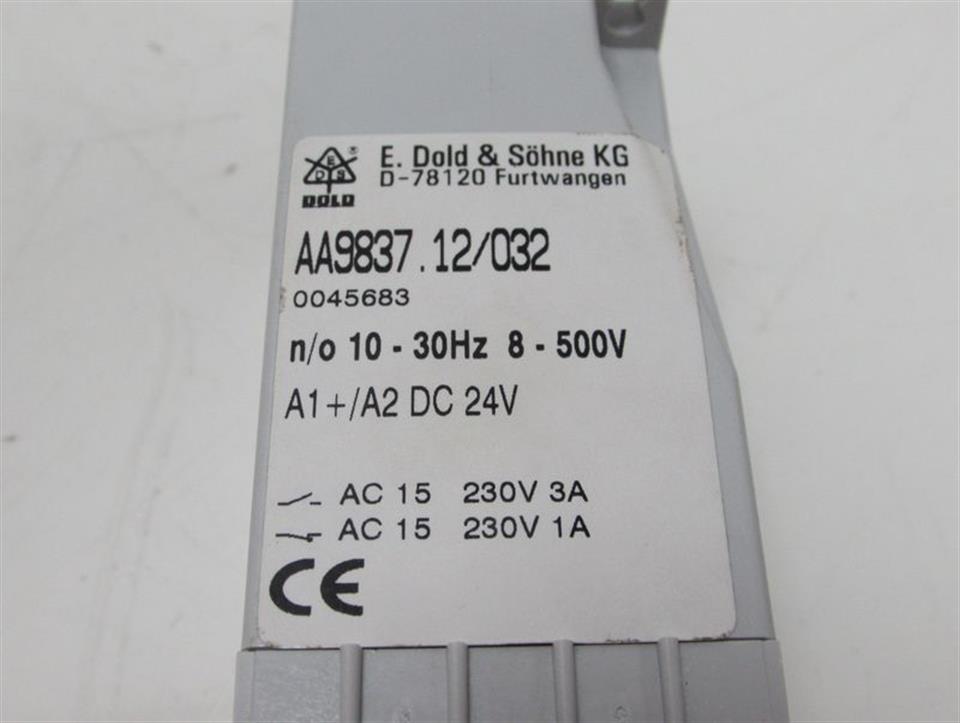 E
D S ®
DOLD
E. Dold & Söhne KG
D-78120 Furtwangen
AA9837.12/032
0045683
n/o 10 - 30Hz 8 - 500V
A1+/A2 DC 24V
AC 15 230V 3A
AC 15 230V 1A
CE